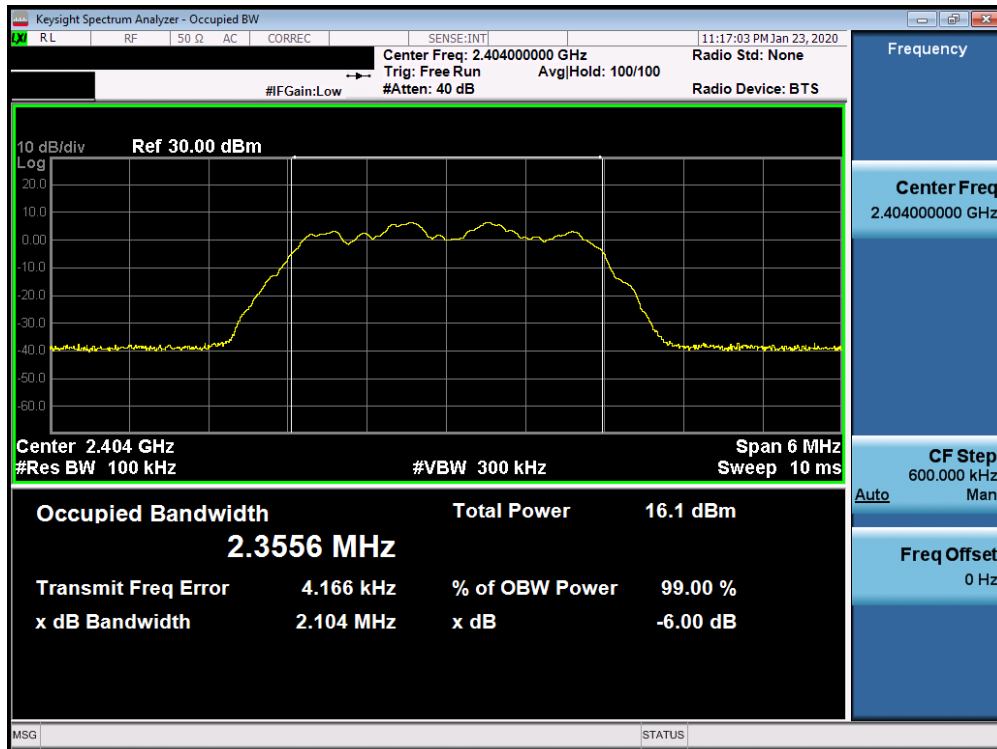 Keysight Spectrum Analyzer - Occupied BW
LXI RL RF 50 Ω AC CORREC SENSE:INT 11:17:03 PM Jan 23, 2020
Center Freq: 2.404000000 GHz Radio Std: None
Trig: Free Run Avg|Hold: 100/100
#IFGain:Low #Atten: 40 dB Radio Device: BTS
10 dB/div Ref 30.00 dBm
Log
20.0
10.0
0.00
-10.0
-20.0
-30.0
-40.0
-50.0
-60.0
Center 2.404 GHz Span 6 MHz
#Res BW 100 kHz #VBW 300 kHz Sweep 10 ms
Occupied Bandwidth Total Power 16.1 dBm
2.3556 MHz
Transmit Freq Error 4.166 kHz % of OBW Power 99.00 %
x dB Bandwidth 2.104 MHz x dB -6.00 dB
MSG STATUS
Frequency
Center Freq
2.404000000 GHz
CF Step
600.000 kHz
Auto Man
Freq Offset
0 Hz